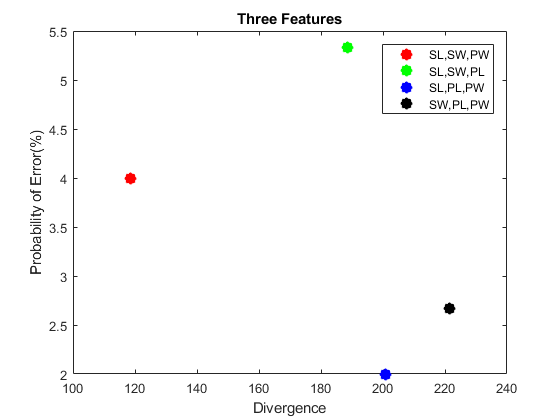 Three Features
SL,SW,PW
SL,SW,PL
SL,PL,PW
SW,PL,PW
Probability of Error(%)
5.5
5
4.5
4
3.5
3
2.5
2
100 120 140 160 180 200 220 240
Divergence